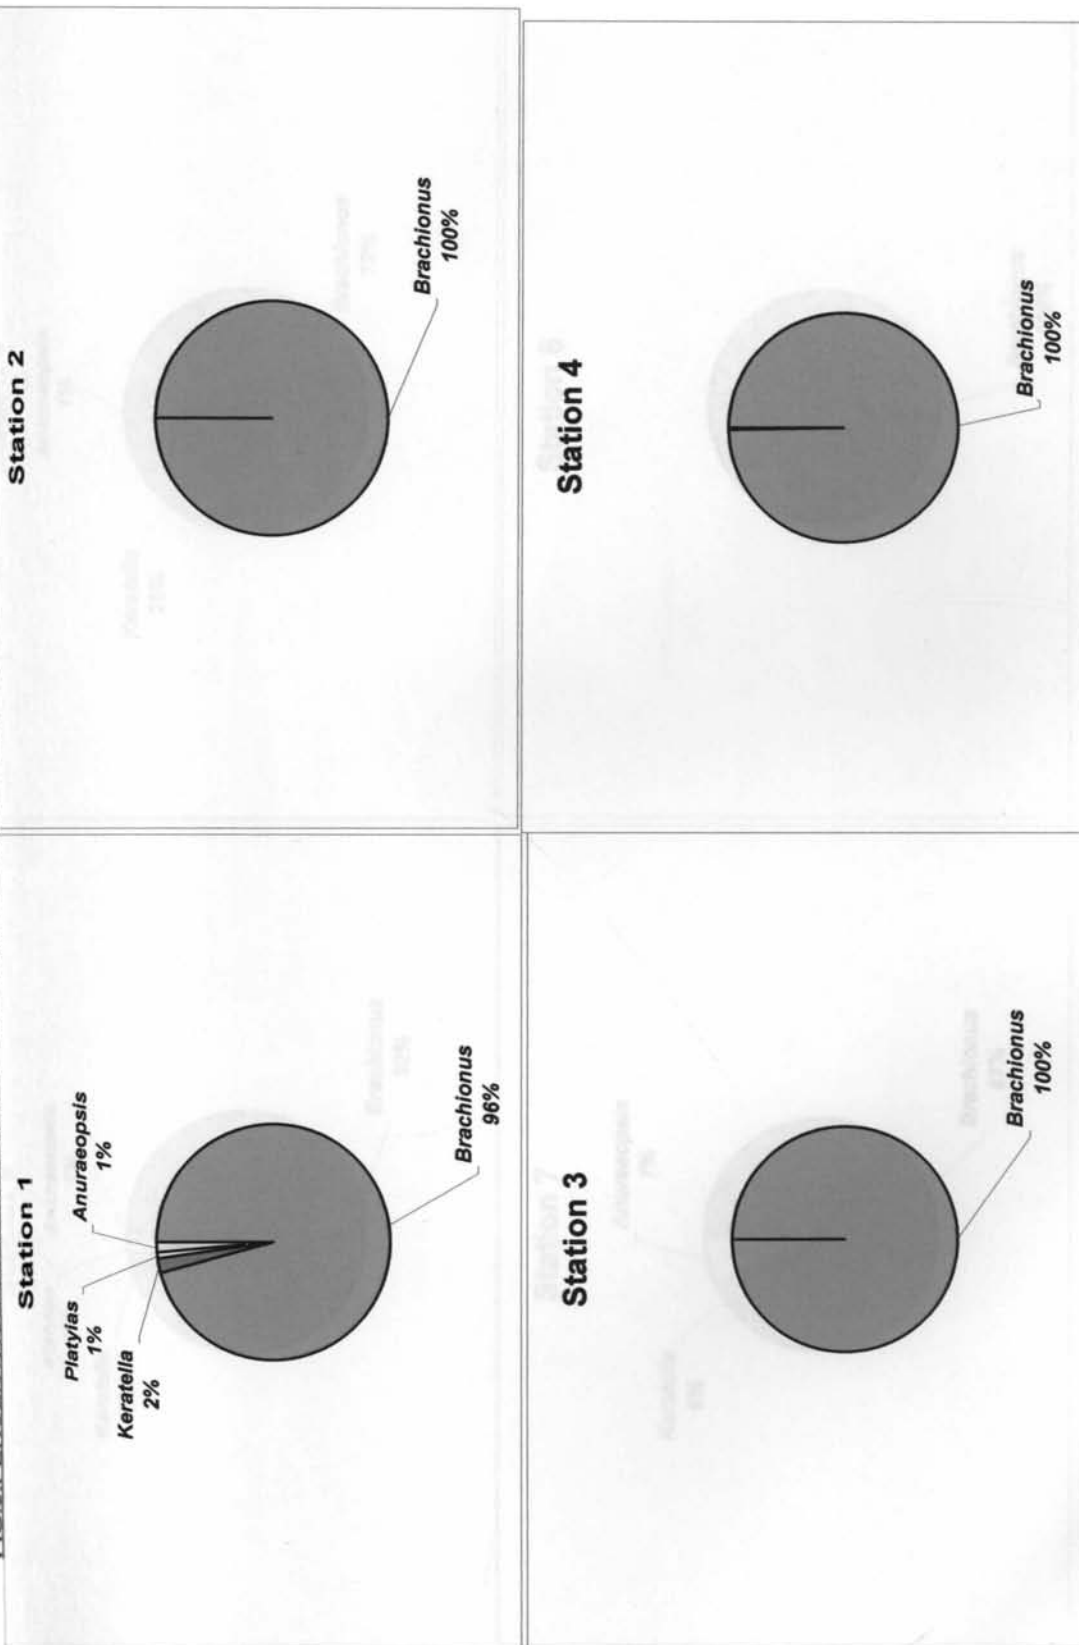 Station 1
Anuraeopsis
1%
Platyias
1%
Keratella
2%
Brachionus
96%
Station 2
Brachionus
100%
Station 3
Brachionus
100%
Station 4
Brachionus
100%